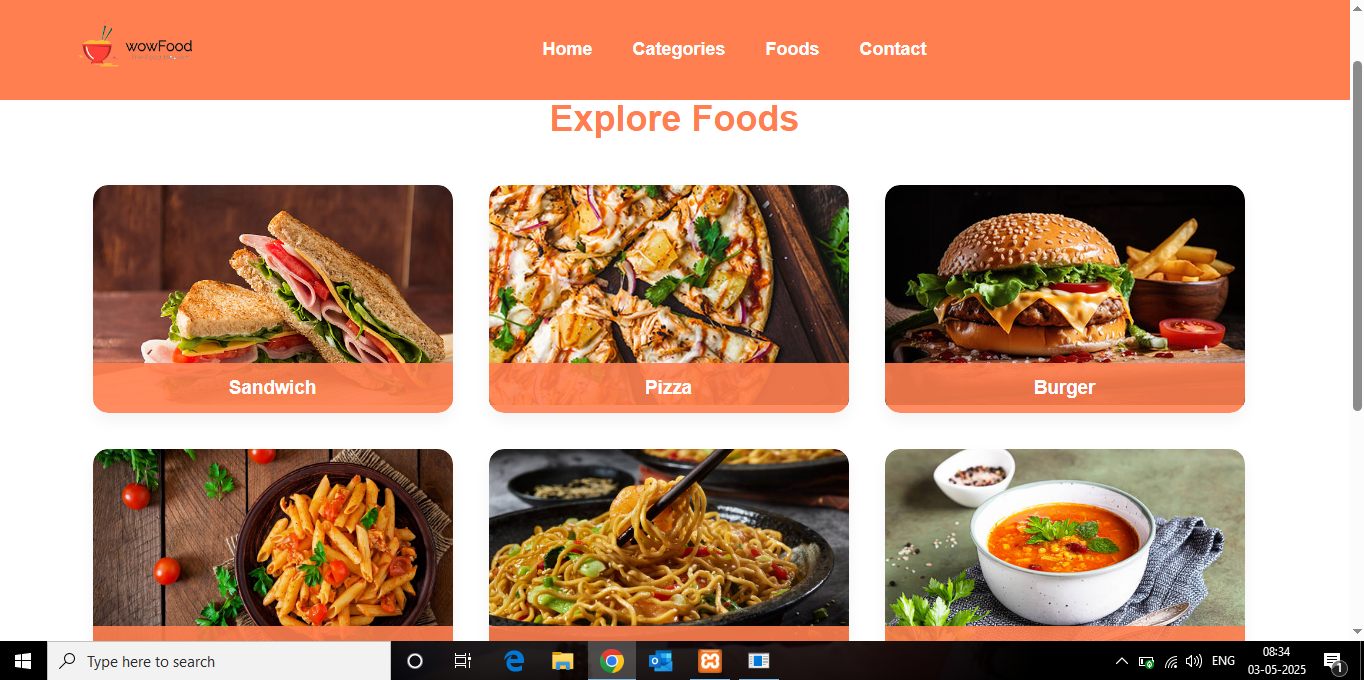 wowFood
Home Categories Foods Contact
Explore Foods
Sandwich Pizza Burger
Type here to search
ENG
08:34
03-05-2025
1